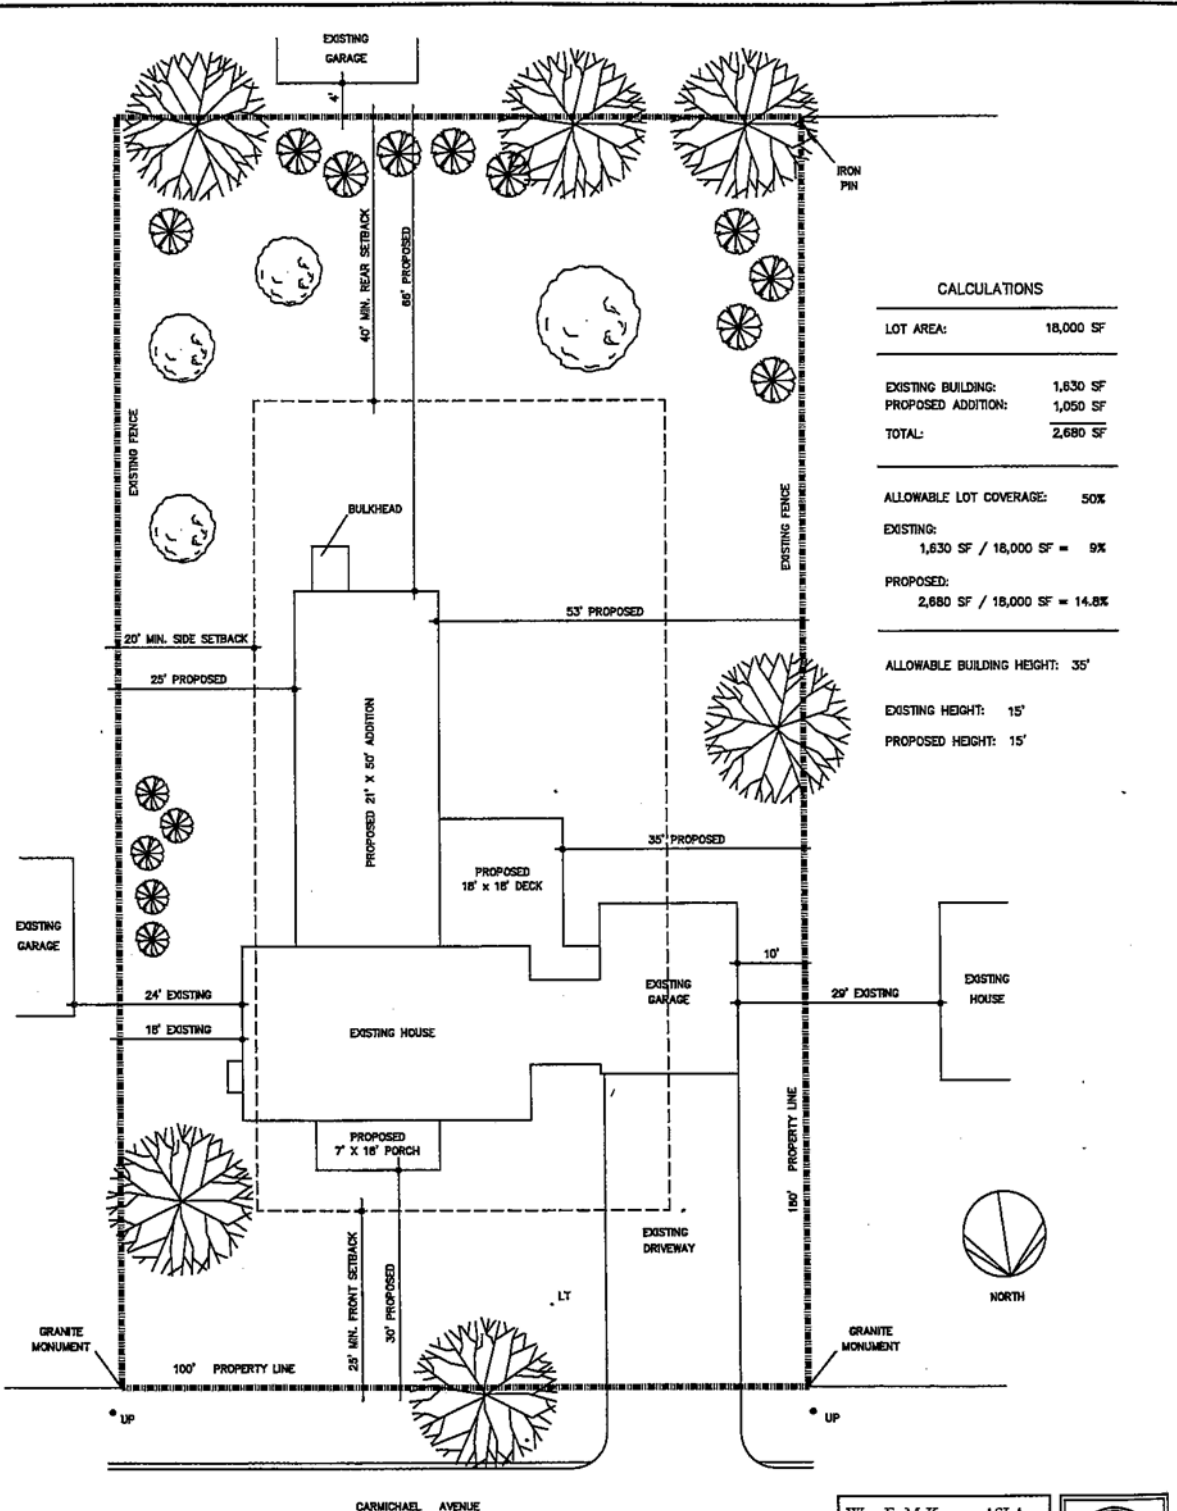 EXISTING
GARAGE
4'
IRON
PIN
40' MIN. REAR SETBACK
66' PROPOSED
CALCULATIONS
LOT AREA: 18,000 SF
EXISTING BUILDING: 1,630 SF
PROPOSED ADDITION: 1,050 SF
TOTAL: 2,680 SF
ALLOWABLE LOT COVERAGE: 50%
EXISTING:
1,630 SF / 18,000 SF = 9%
PROPOSED:
2,680 SF / 18,000 SF = 14.8%
ALLOWABLE BUILDING HEIGHT: 35'
EXISTING HEIGHT: 15'
PROPOSED HEIGHT: 15'
EXISTING FENCE
EXISTING FENCE
BULKHEAD
53' PROPOSED
20' MIN. SIDE SETBACK
25' PROPOSED
PROPOSED 21' X 50' ADDITION
35' PROPOSED
PROPOSED
18' x 18' DECK
EXISTING
GARAGE
10'
24' EXISTING
18' EXISTING
EXISTING HOUSE
EXISTING
GARAGE
29' EXISTING
EXISTING
HOUSE
PROPOSED
7' X 18' PORCH
180' PROPERTY LINE
EXISTING
DRIVEWAY
NORTH
25' MIN. FRONT SETBACK
30' PROPOSED
LT
GRANITE
MONUMENT
GRANITE
MONUMENT
100' PROPERTY LINE
UP
UP
CARMICHAEL AVENUE